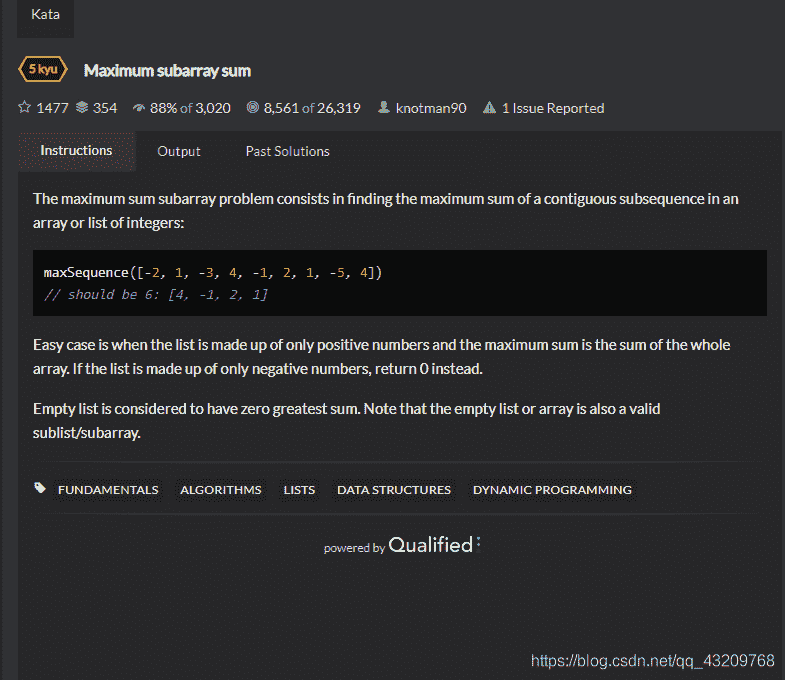 Kata
5 kyu Maximum subarray sum
1477 354 88% of 3,020 8,561 of 26,319 knotman90 1 Issue Reported
Instructions Output Past Solutions
The maximum sum subarray problem consists in finding the maximum sum of a contiguous subsequence in an
array or list of integers:
maxSequence([-2, 1, -3, 4, -1, 2, 1, -5, 4])
// should be 6: [4, -1, 2, 1]
Easy case is when the list is made up of only positive numbers and the maximum sum is the sum of the whole
array. If the list is made up of only negative numbers, return 0 instead.
Empty list is considered to have zero greatest sum. Note that the empty list or array is also a valid
sublist/subarray.
FUNDAMENTALS ALGORITHMS LISTS DATA STRUCTURES DYNAMIC PROGRAMMING
powered by Qualified
https://blog.csdn.net/qq_43209768